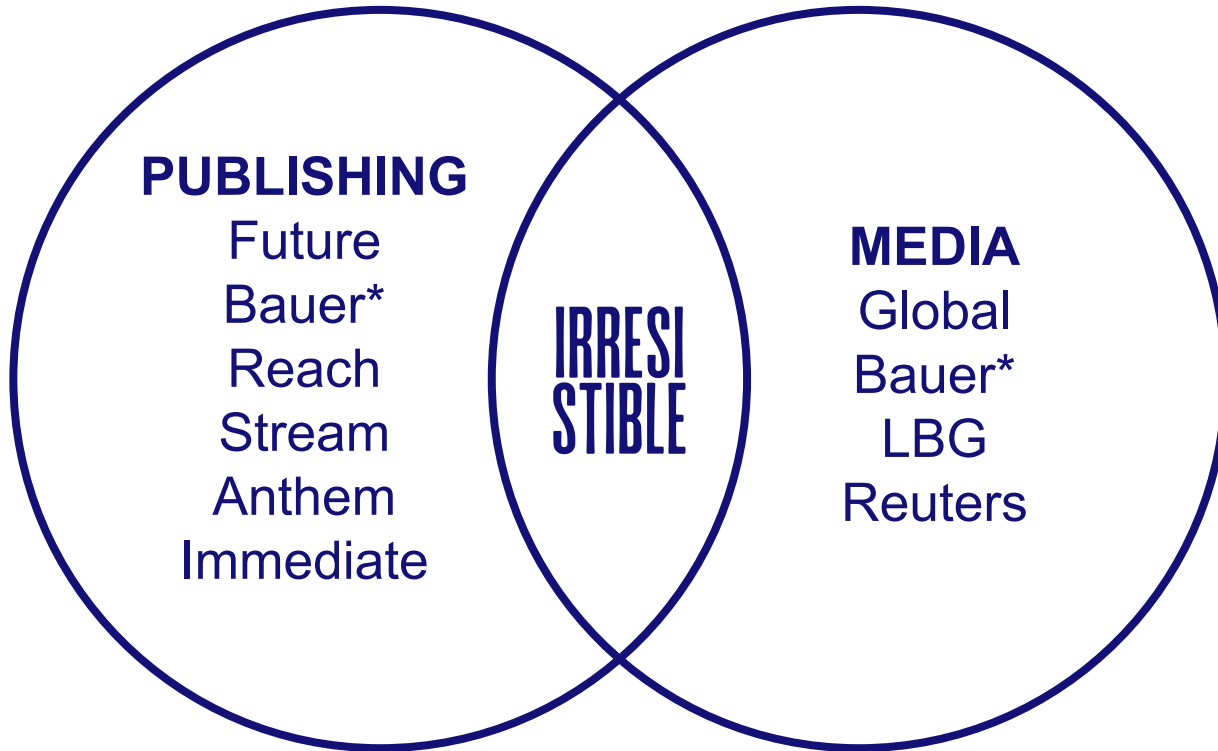 PUBLISHING
Future
Bauer*
Reach
Stream
Anthem
Immediate
IRRESI
STIBLE
MEDIA
Global
Bauer*
LBG
Reuters